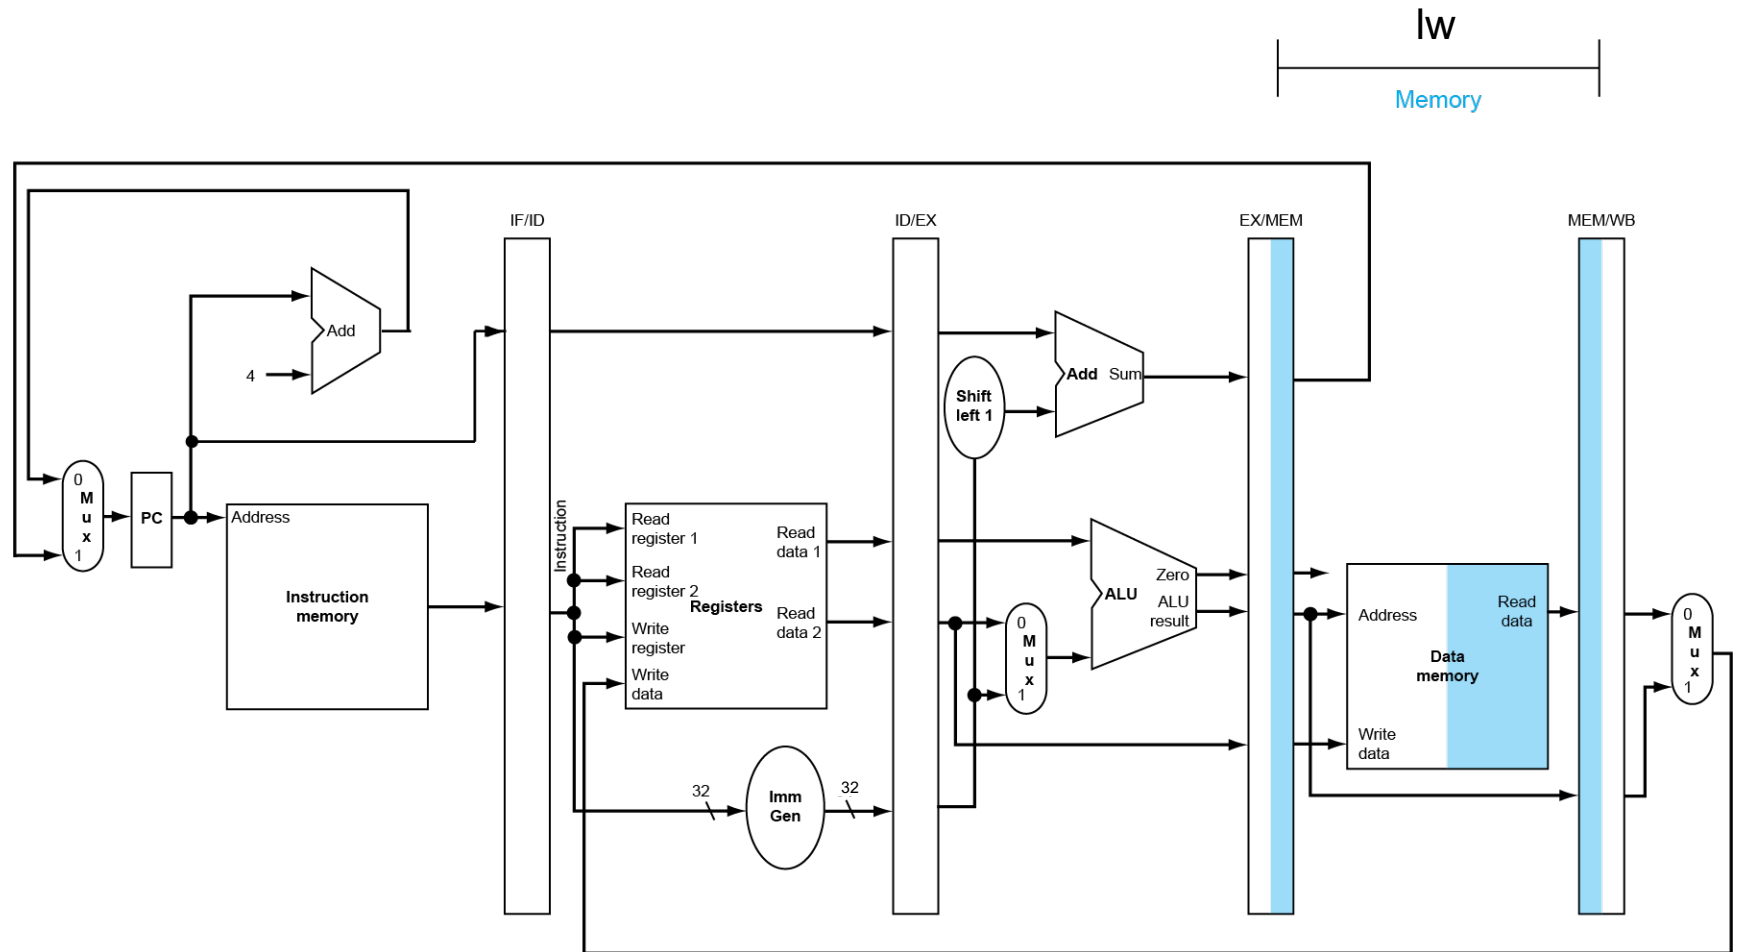 lw
Memory
IF/ID
ID/EX
EX/MEM
MEM/WB
Add
4
Add Sum
Shift
left 1
0
M
u
x
1
PC
Address
Instruction
memory
Instruction
Read
register 1
Read
register 2
Write
register
Write
data
Registers
Read
data 1
Read
data 2
0
M
u
x
1
Zero
ALU
ALU
result
Address
Read
data
Data
memory
Write
data
0
M
u
x
1
32
Imm
Gen
32